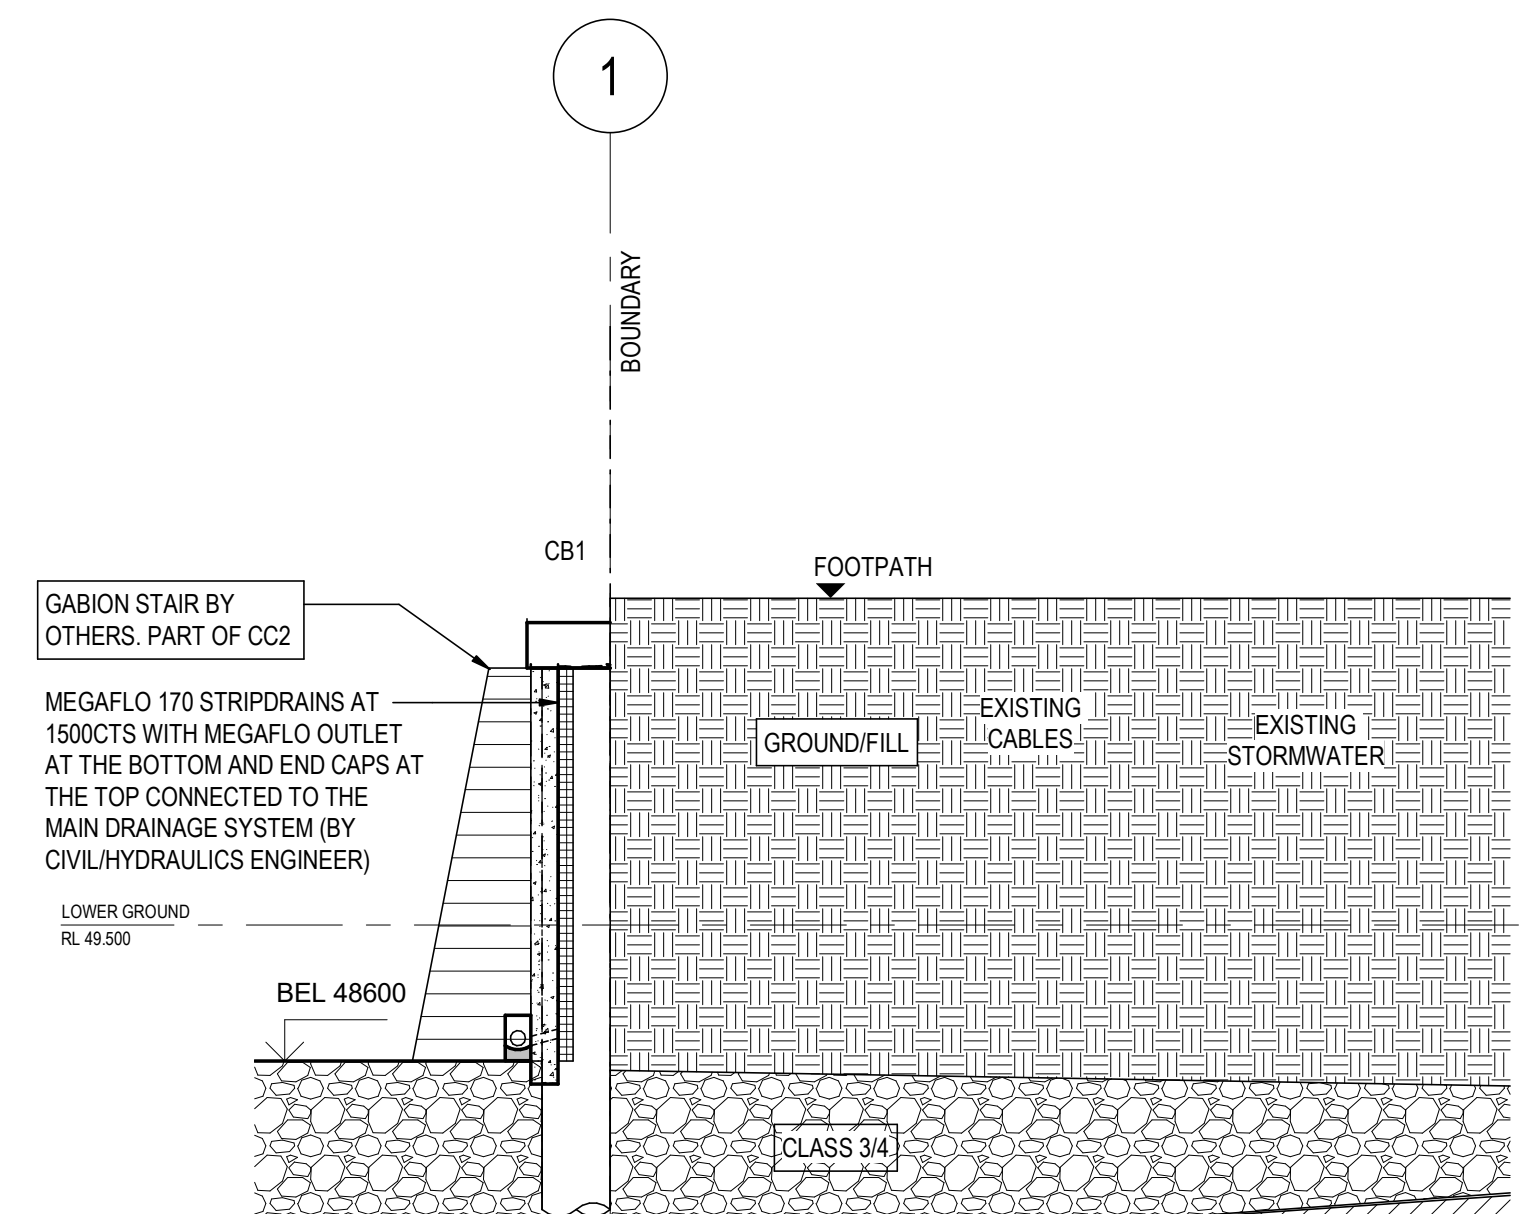 1
BOUNDARY
CB1
FOOTPATH
GABION STAIR BY
OTHERS. PART OF CC2
MEGAFLO 170 STRIPDRAINS AT
1500CTS WITH MEGAFLO OUTLET
AT THE BOTTOM AND END CAPS AT
THE TOP CONNECTED TO THE
MAIN DRAINAGE SYSTEM (BY
CIVIL/HYDRAULICS ENGINEER)
GROUND/FILL
EXISTING
CABLES
EXISTING
STORMWATER
LOWER GROUND
RL 49.500
BEL 48600
CLASS 3/4